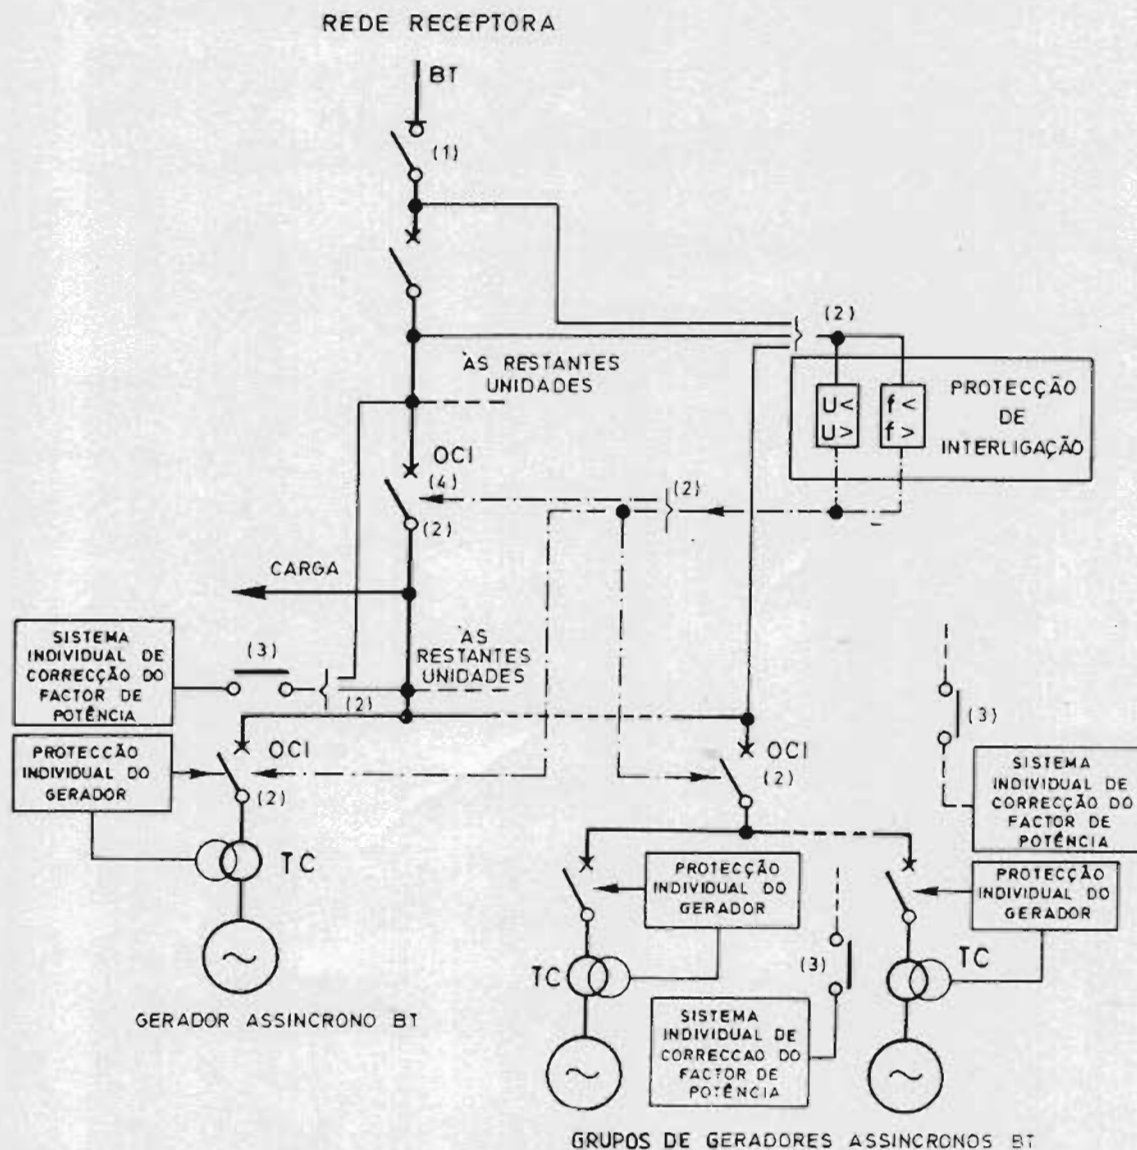 REDE RECEPTORA
BT
(1)
(2)
ÀS RESTANTES
UNIDADES
U<
U>
f<
f>
PROTECÇÃO
DE
INTERLIGAÇÃO
OCI
(4)
(2)
(2)
CARGA
SISTEMA
INDIVIDUAL DE
CORRECÇÃO DO
FACTOR DE
POTÊNCIA
(3)
(2)
ÀS
RESTANTES
UNIDADES
PROTECCÃO
INDIVIDUAL DO
GERADOR
OCI
(2)
OCI
(2)
(3)
SISTEMA
INDIVIDUAL DE
CORRECÇÃO DO
FACTOR DE
POTÊNCIA
TC
PROTECÇÃO
INDIVIDUAL DO
GERADOR
PROTECÇÃO
INDIVIDUAL DO
GERADOR
TC
(3)
TC
~
GERADOR ASSINCRONO BT
SISTEMA
INDIVIDUAL DE
CORRECCAO DO
FACTOR DE
POTÊNCIA
~
~
GRUPOS DE GERADORES ASSINCRONOS BT